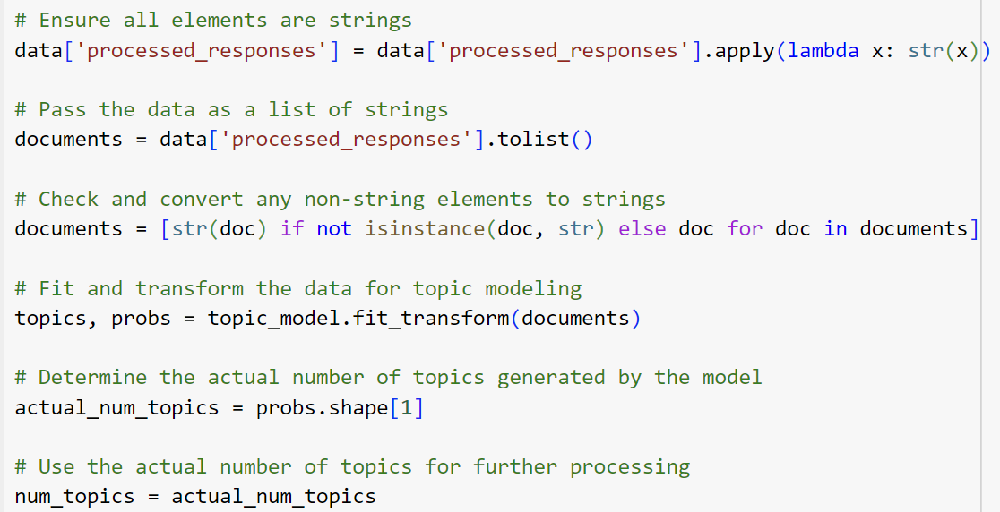 # Ensure all elements are strings
data['processed_responses'] = data['processed_responses'].apply(lambda x: str(x))
# Pass the data as a list of strings
documents = data['processed_responses'].tolist()
# Check and convert any non-string elements to strings
documents = [str(doc) if not isinstance(doc, str) else doc for doc in documents]
# Fit and transform the data for topic modeling
topics, probs = topic_model.fit_transform(documents)
# Determine the actual number of topics generated by the model
actual_num_topics = probs.shape[1]
# Use the actual number of topics for further processing
num_topics = actual_num_topics